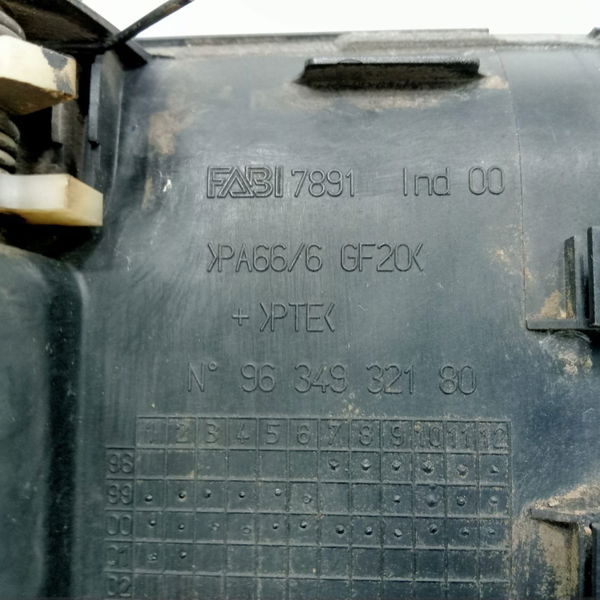 FABI 7891 Ind 00
>PA66/6 GF20<
+ >PTE<
N° 96 349 321 80
1 2 3 4 5 6 7 8 9 10 11 12
98
99
00
01
02